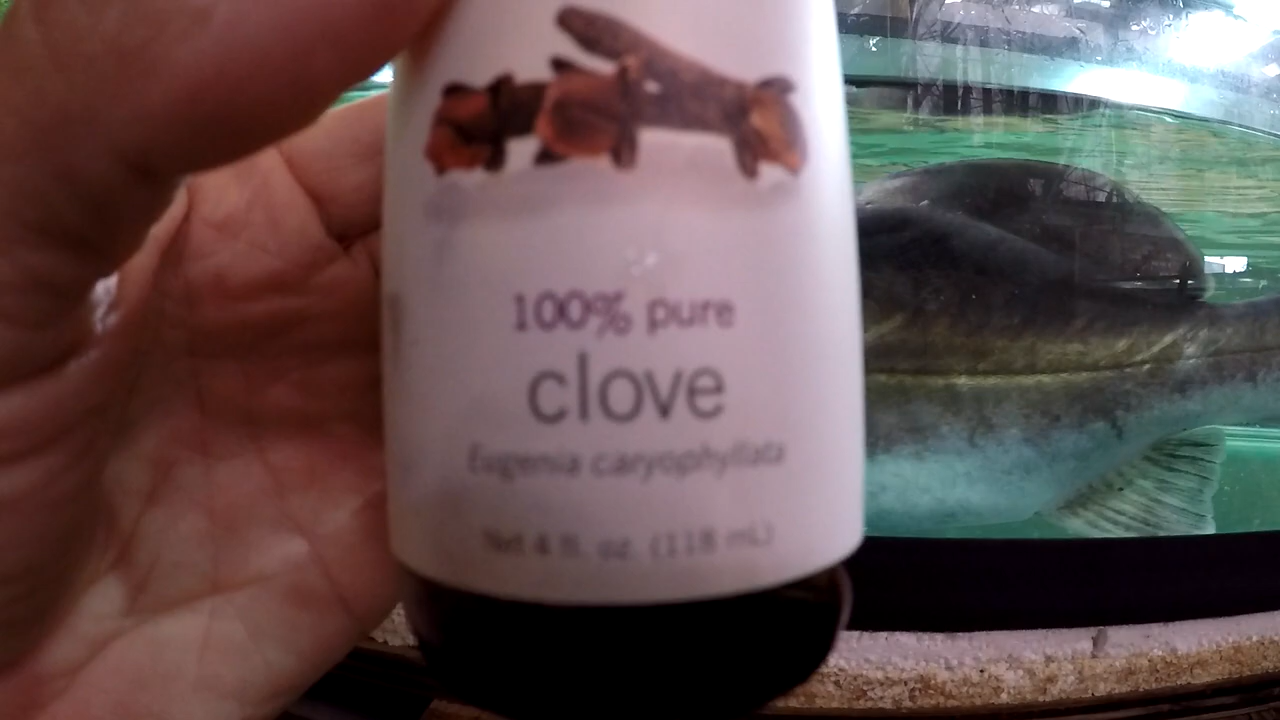 100% pure
clove
Eugenia caryophyllata
Net 4 fl. oz. (118 mL)